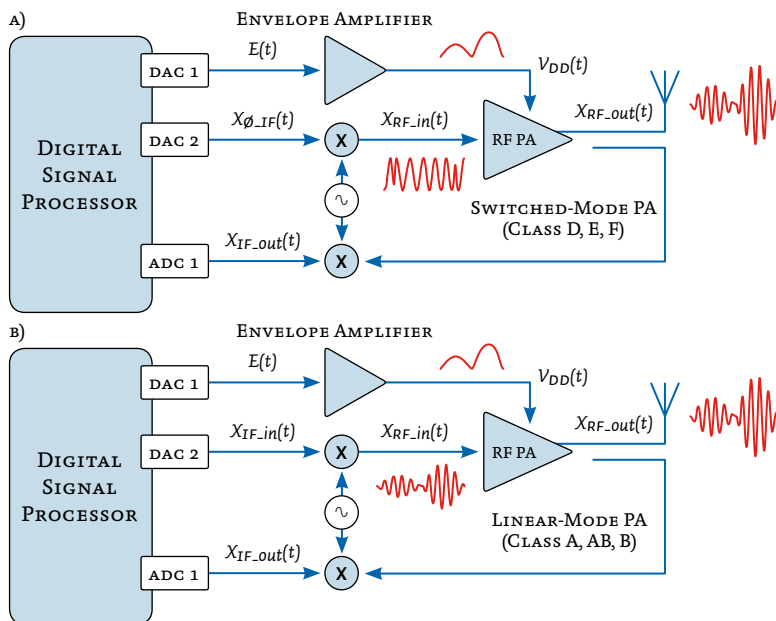 A)
Envelope Amplifier
DAC 1
E(t)
V_DD(t)
DAC 2
XØ_IF(t)
X
X_RF_in(t)
RF PA
X_RF_out(t)
Digital
Signal
Processor
Switched-Mode PA
(Class D, E, F)
ADC 1
X_IF_out(t)
X
B)
Envelope Amplifier
DAC 1
E(t)
V_DD(t)
DAC 2
X_IF_in(t)
X
X_RF_in(t)
RF PA
X_RF_out(t)
Digital
Signal
Processor
Linear-Mode PA
(Class A, AB, B)
ADC 1
X_IF_out(t)
X